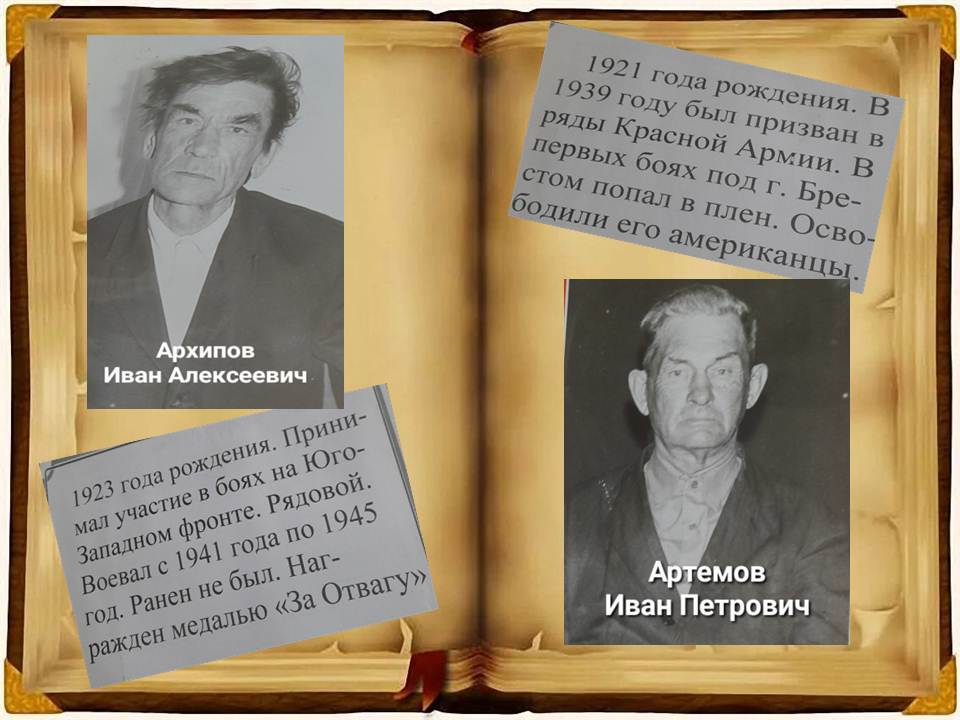 Архипов
Иван Алексеевич
1923 года рождения. Прини-
мал участие в боях на Юго-
Западном фронте. Рядовой.
Воевал с 1941 года по 1945
год. Ранен не был. Наг-
ражден медалью «За Отвагу»
1921 года рождения. В
1939 году был призван в
ряды Красной Армии. В
первых боях под г. Бре-
стом попал в плен. Осво-
бодили его американцы.
Артемов
Иван Петрович